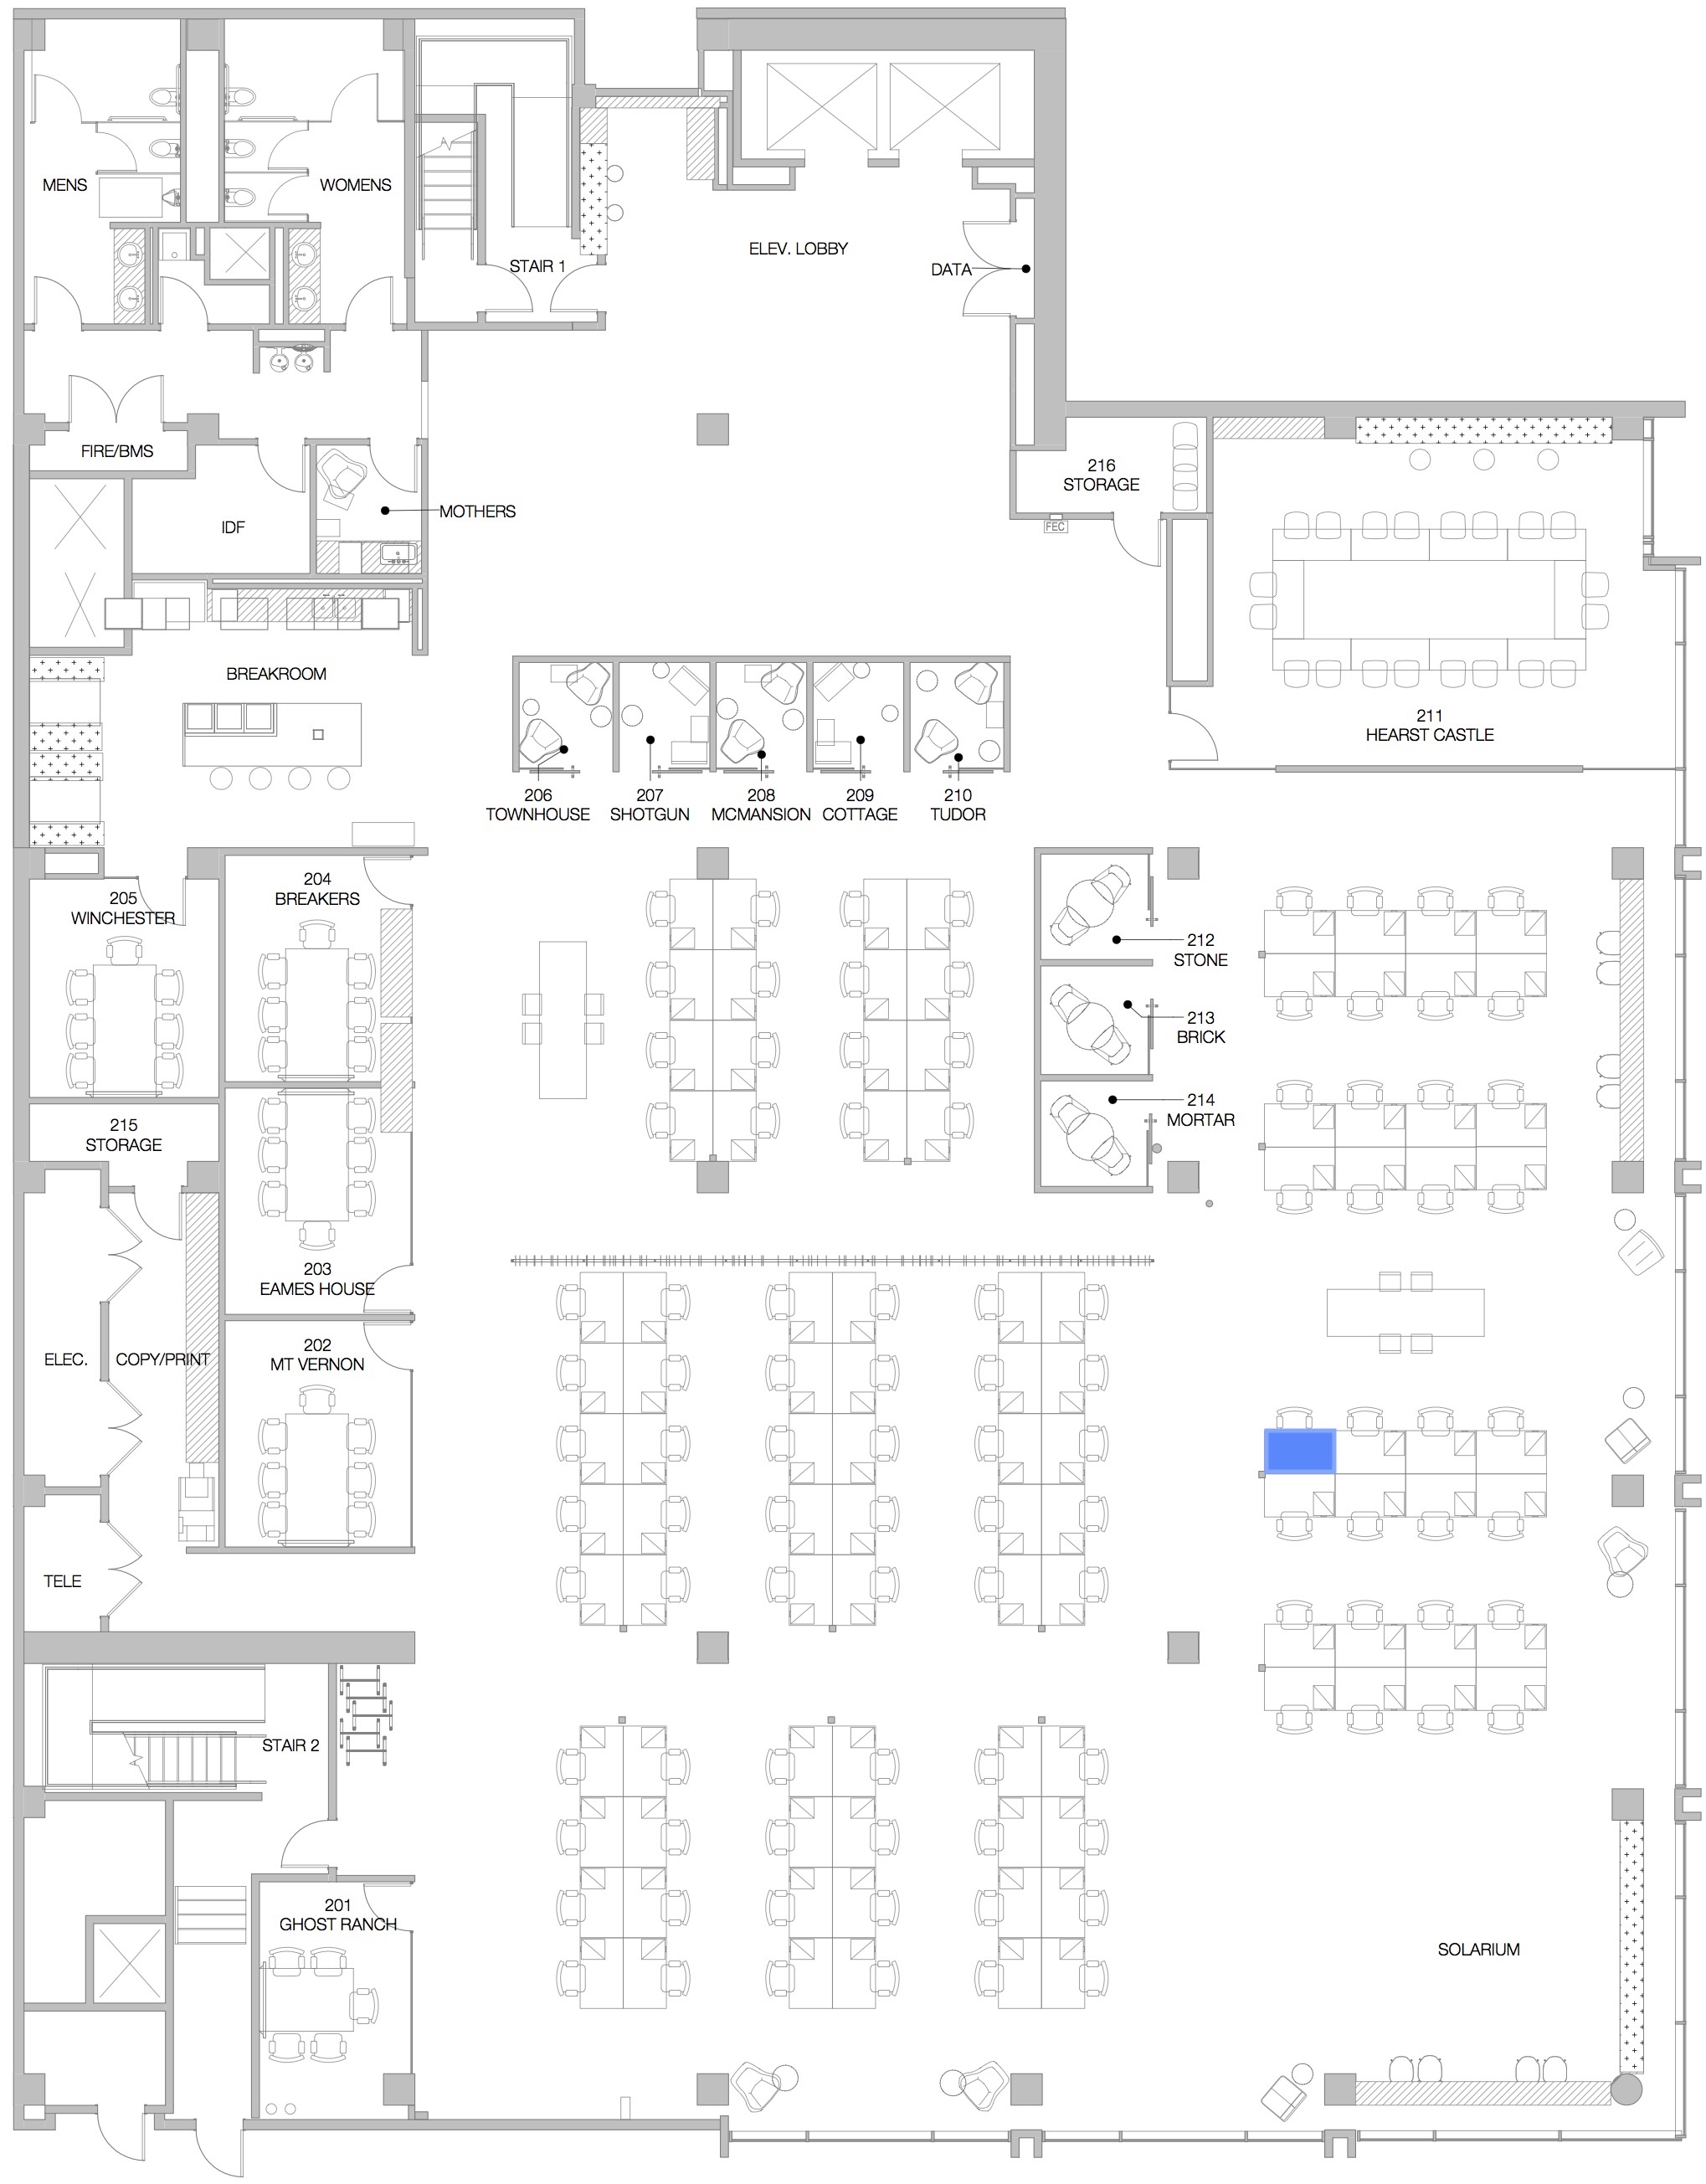 MENS
WOMENS
STAIR 1
ELEV. LOBBY
DATA
FIRE/BMS
IDF
MOTHERS
216
STORAGE
FEC
BREAKROOM
211
HEARST CASTLE
206
TOWNHOUSE
207
SHOTGUN
208
MCMANSION
209
COTTAGE
210
TUDOR
205
WINCHESTER
204
BREAKERS
212
STONE
213
BRICK
214
MORTAR
215
STORAGE
203
EAMES HOUSE
202
MT VERNON
ELEC.
COPY/PRINT
TELE
STAIR 2
201
GHOST RANCH
SOLARIUM